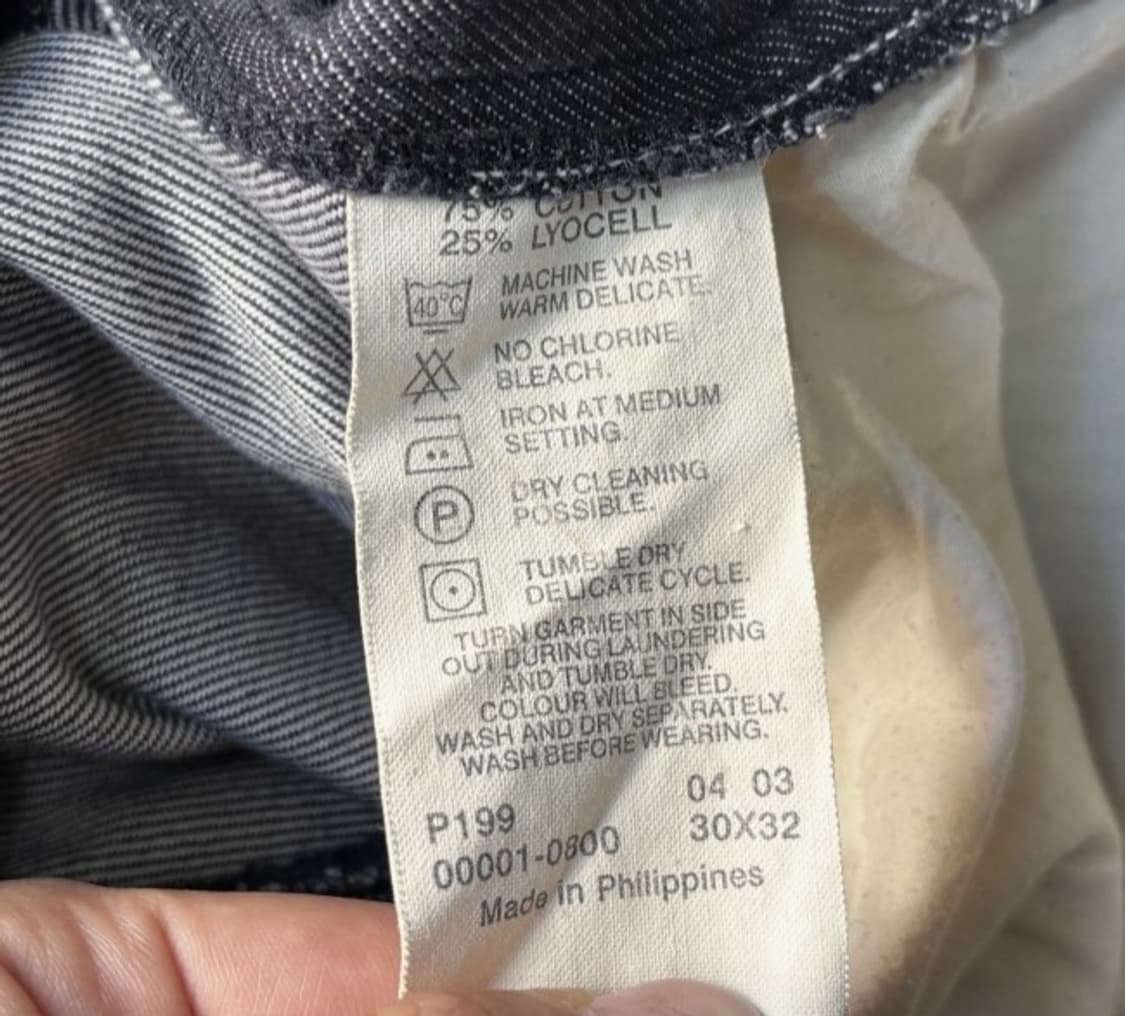 75% COTTON
25% LYOCELL
40°C MACHINE WASH
WARM DELICATE.
NO CHLORINE
BLEACH.
IRON AT MEDIUM
SETTING.
DRY CLEANING
P POSSIBLE.
TUMBLE DRY
DELICATE CYCLE.
TURN GARMENT IN SIDE
OUT DURING LAUNDERING
AND TUMBLE DRY.
COLOUR WILL BLEED.
WASH AND DRY SEPARATELY.
WASH BEFORE WEARING.
04 03
P199 30X32
00001-0800
Made in Philippines